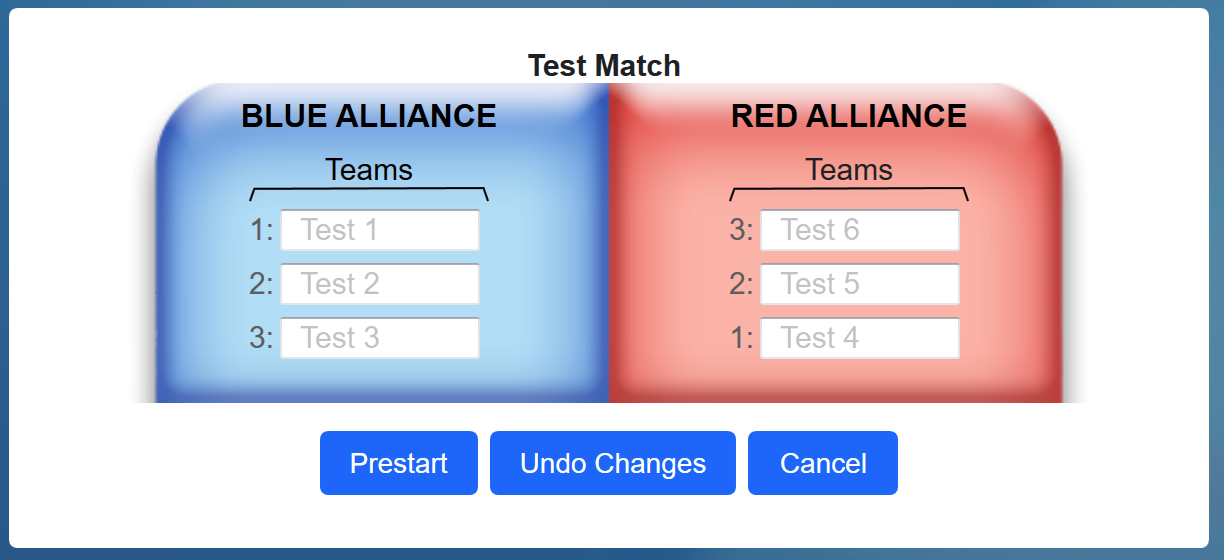 Test Match
BLUE ALLIANCE
Teams
1: Test 1
2: Test 2
3: Test 3
RED ALLIANCE
Teams
3: Test 6
2: Test 5
1: Test 4
Prestart
Undo Changes
Cancel